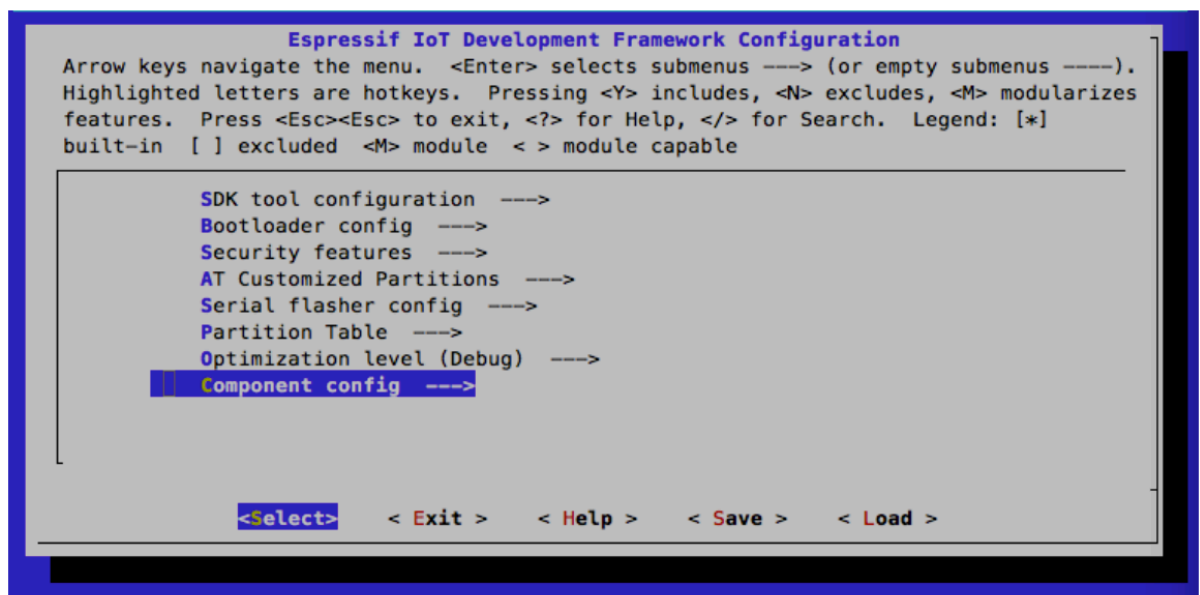 Espressif IoT Development Framework Configuration
Arrow keys navigate the menu.  <Enter> selects submenus ---> (or empty submenus ----).
Highlighted letters are hotkeys.  Pressing <Y> includes, <N> excludes, <M> modularizes
features.  Press <Esc><Esc> to exit, <?> for Help, </> for Search.  Legend: [*]
built-in  [ ] excluded  <M> module  < > module capable
SDK tool configuration  --->
Bootloader config  --->
Security features  --->
AT Customized Partitions  --->
Serial flasher config  --->
Partition Table  --->
Optimization level (Debug)  --->
Component config  --->
<Select>    < Exit >    < Help >    < Save >    < Load >